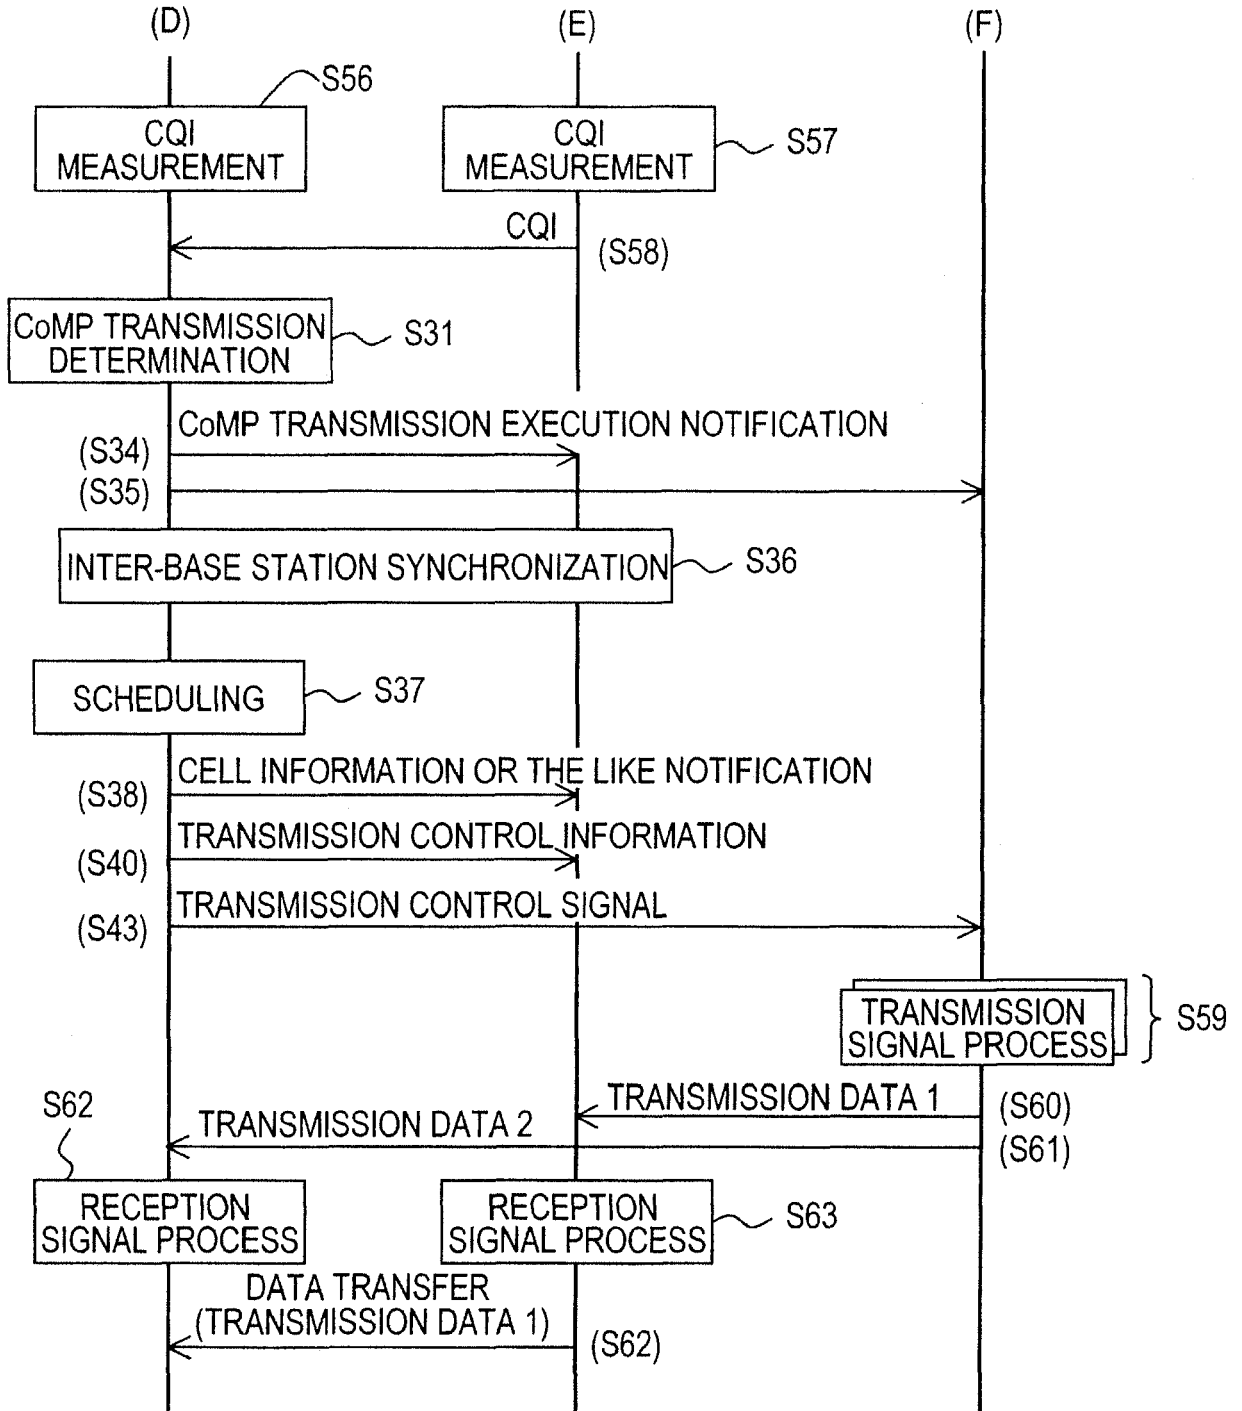 (D)
(E)
(F)
S56
CQI
MEASUREMENT
CQI
MEASUREMENT
S57
CQI
(S58)
CoMP TRANSMISSION
DETERMINATION
S31
CoMP TRANSMISSION EXECUTION NOTIFICATION
(S34)
(S35)
INTER-BASE STATION SYNCHRONIZATION
S36
SCHEDULING
S37
CELL INFORMATION OR THE LIKE NOTIFICATION
(S38)
TRANSMISSION CONTROL INFORMATION
(S40)
TRANSMISSION CONTROL SIGNAL
(S43)
TRANSMISSION
SIGNAL PROCESS
S59
TRANSMISSION DATA 1
(S60)
S62
TRANSMISSION DATA 2
(S61)
RECEPTION
SIGNAL PROCESS
RECEPTION
SIGNAL PROCESS
S63
DATA TRANSFER
(TRANSMISSION DATA 1)
(S62)